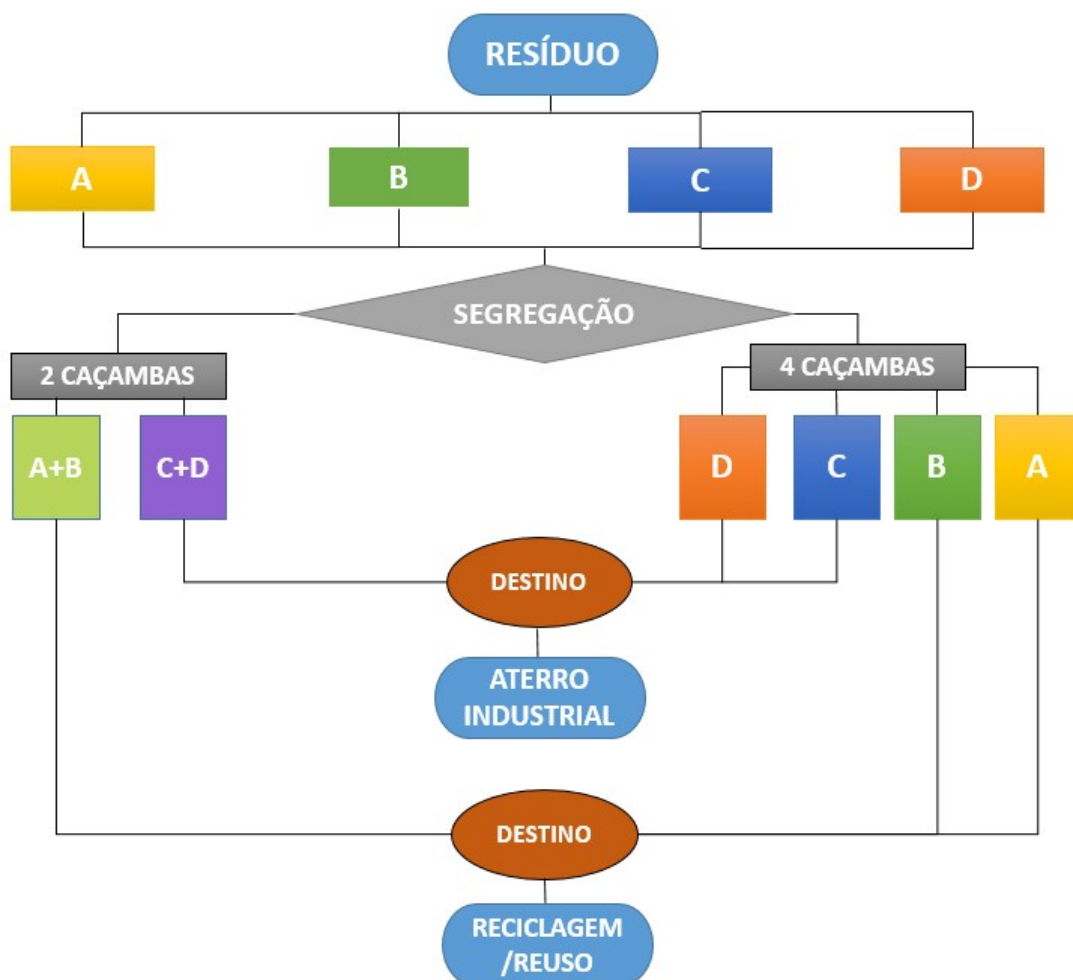 RESÍDUO
A
B
C
D
SEGREGAÇÃO
2 CAÇAMBAS
4 CAÇAMBAS
A+B
C+D
D
C
B
A
DESTINO
ATERRO
INDUSTRIAL
DESTINO
RECICLAGEM
/REUSO